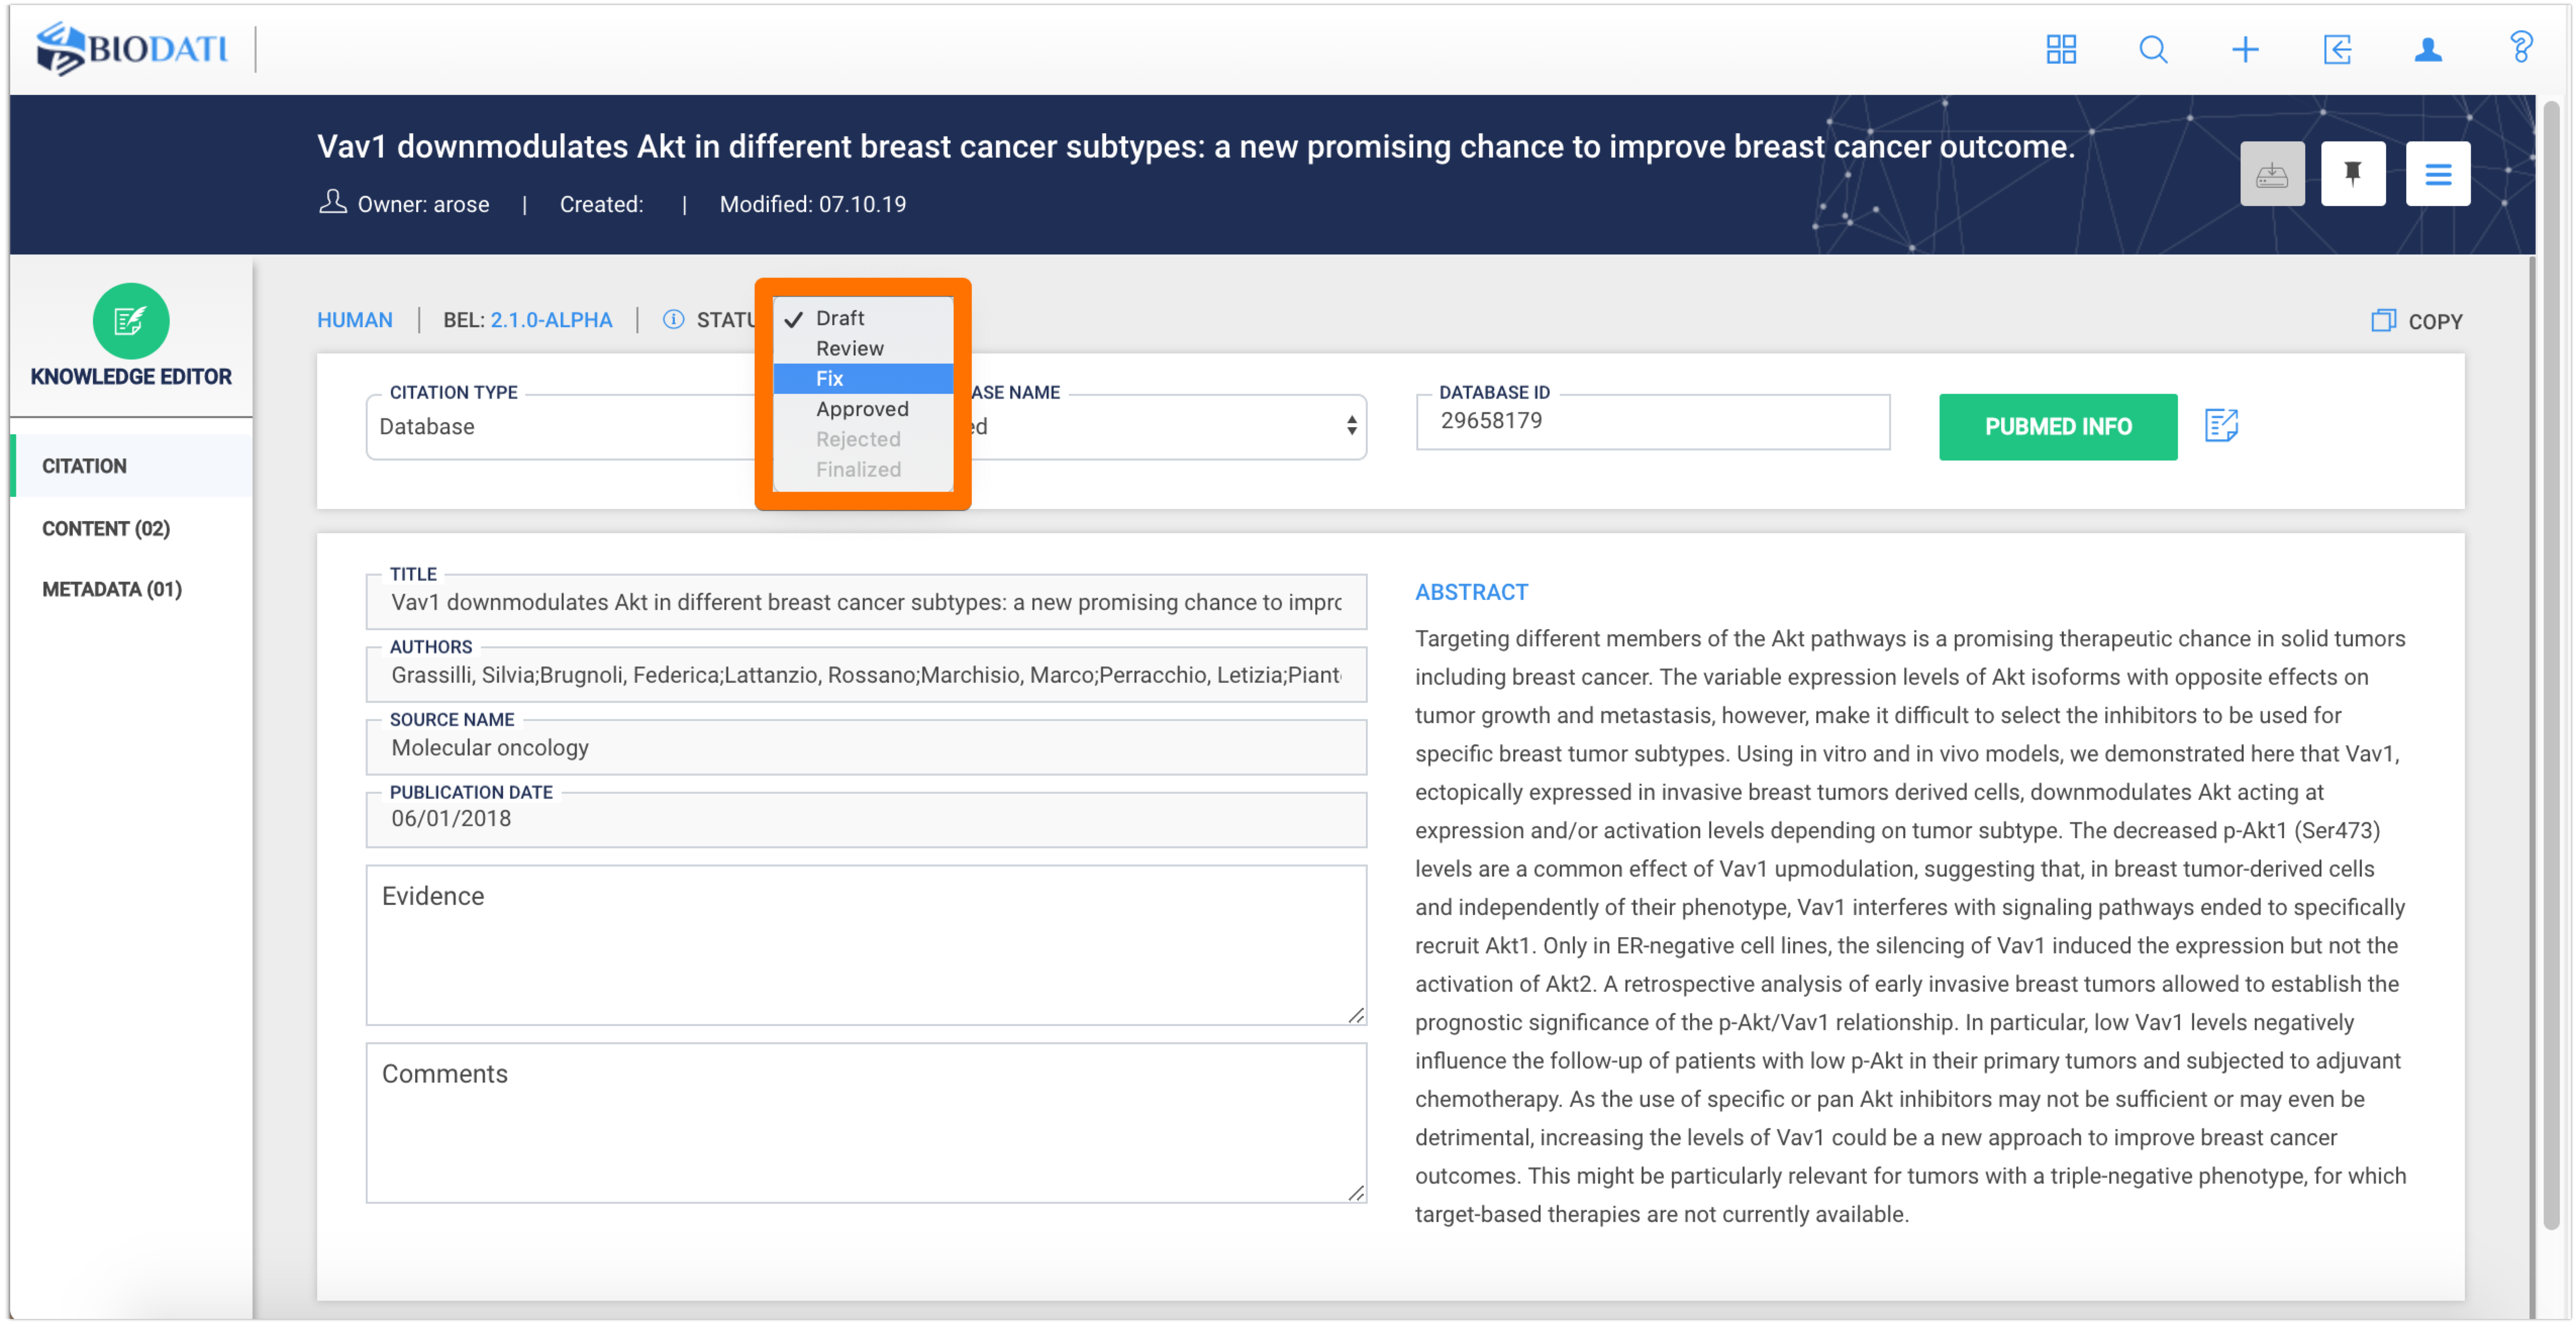 BIODATI
Vav1 downmodulates Akt in different breast cancer subtypes: a new promising chance to improve breast cancer outcome.
Owner: arose | Created: | Modified: 07.10.19
KNOWLEDGE EDITOR
CITATION
CONTENT (02)
METADATA (01)
HUMAN | BEL: 2.1.0-ALPHA | STATU
COPY
✓ Draft
Review
Fix
Approved
Rejected
Finalized
CITATION TYPE
Database
ASE NAME
ed
DATABASE ID
29658179
PUBMED INFO
TITLE
Vav1 downmodulates Akt in different breast cancer subtypes: a new promising chance to impro
AUTHORS
Grassilli, Silvia;Brugnoli, Federica;Lattanzio, Rossano;Marchisio, Marco;Perracchio, Letizia;Piant
SOURCE NAME
Molecular oncology
PUBLICATION DATE
06/01/2018
Evidence
Comments
ABSTRACT
Targeting different members of the Akt pathways is a promising therapeutic chance in solid tumors
including breast cancer. The variable expression levels of Akt isoforms with opposite effects on
tumor growth and metastasis, however, make it difficult to select the inhibitors to be used for
specific breast tumor subtypes. Using in vitro and in vivo models, we demonstrated here that Vav1,
ectopically expressed in invasive breast tumors derived cells, downmodulates Akt acting at
expression and/or activation levels depending on tumor subtype. The decreased p-Akt1 (Ser473)
levels are a common effect of Vav1 upmodulation, suggesting that, in breast tumor-derived cells
and independently of their phenotype, Vav1 interferes with signaling pathways ended to specifically
recruit Akt1. Only in ER-negative cell lines, the silencing of Vav1 induced the expression but not the
activation of Akt2. A retrospective analysis of early invasive breast tumors allowed to establish the
prognostic significance of the p-Akt/Vav1 relationship. In particular, low Vav1 levels negatively
influence the follow-up of patients with low p-Akt in their primary tumors and subjected to adjuvant
chemotherapy. As the use of specific or pan Akt inhibitors may not be sufficient or may even be
detrimental, increasing the levels of Vav1 could be a new approach to improve breast cancer
outcomes. This might be particularly relevant for tumors with a triple-negative phenotype, for which
target-based therapies are not currently available.